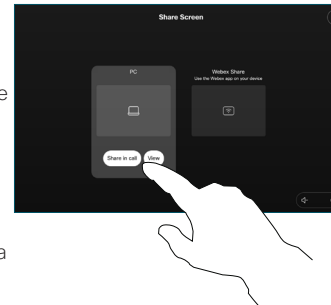 Share Screen
PC
Webex Share
Use the Webex app on your device
Share in call
View
e
a